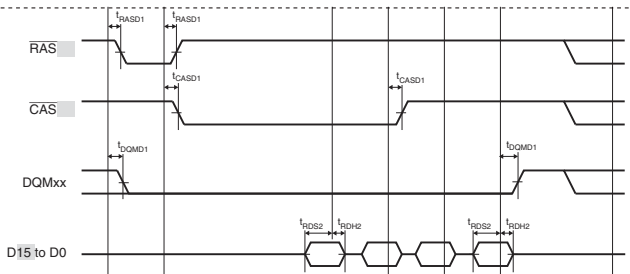 tRASD1 tRASD1
RAS
tCASD1 tCASD1
CAS
tDQMD1 tDQMD1
DQMxx
tRDS2 tRDH2 tRDS2 tRDH2
D15 to D0